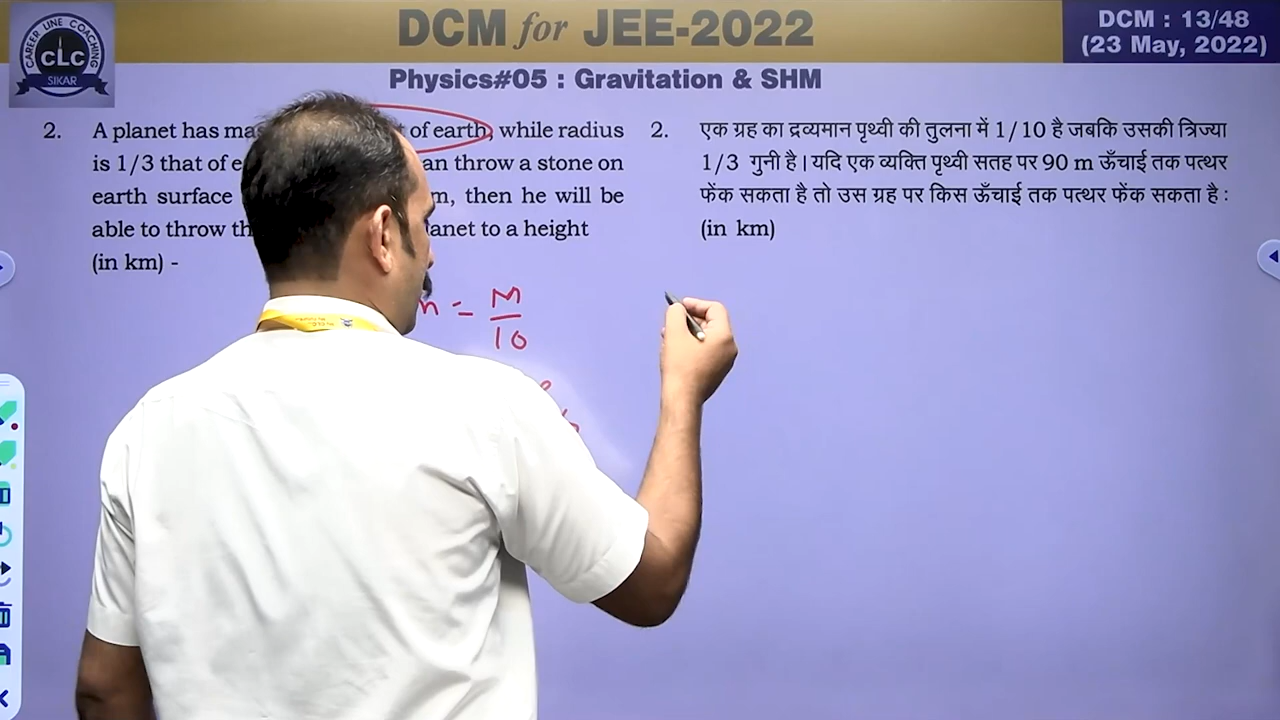 DCM for JEE-2022
DCM : 13/48
(23 May, 2022)
CAREER LINE COACHING
CLC
SIKAR
Physics#05 : Gravitation & SHM
2. A planet has of earth, while radius
is 1/3 that of throw a stone on
earth surface then he will be
able to throw to a height
(in km) -
= M
10
2. एक ग्रह का द्रव्यमान पृथ्वी की तुलना में 1/10 है जबकि उसकी त्रिज्या
1/3 गुनी है। यदि एक व्यक्ति पृथ्वी सतह पर 90 m ऊँचाई तक पत्थर
फेंक सकता है तो उस ग्रह पर किस ऊँचाई तक पत्थर फेंक सकता है :
(in km)